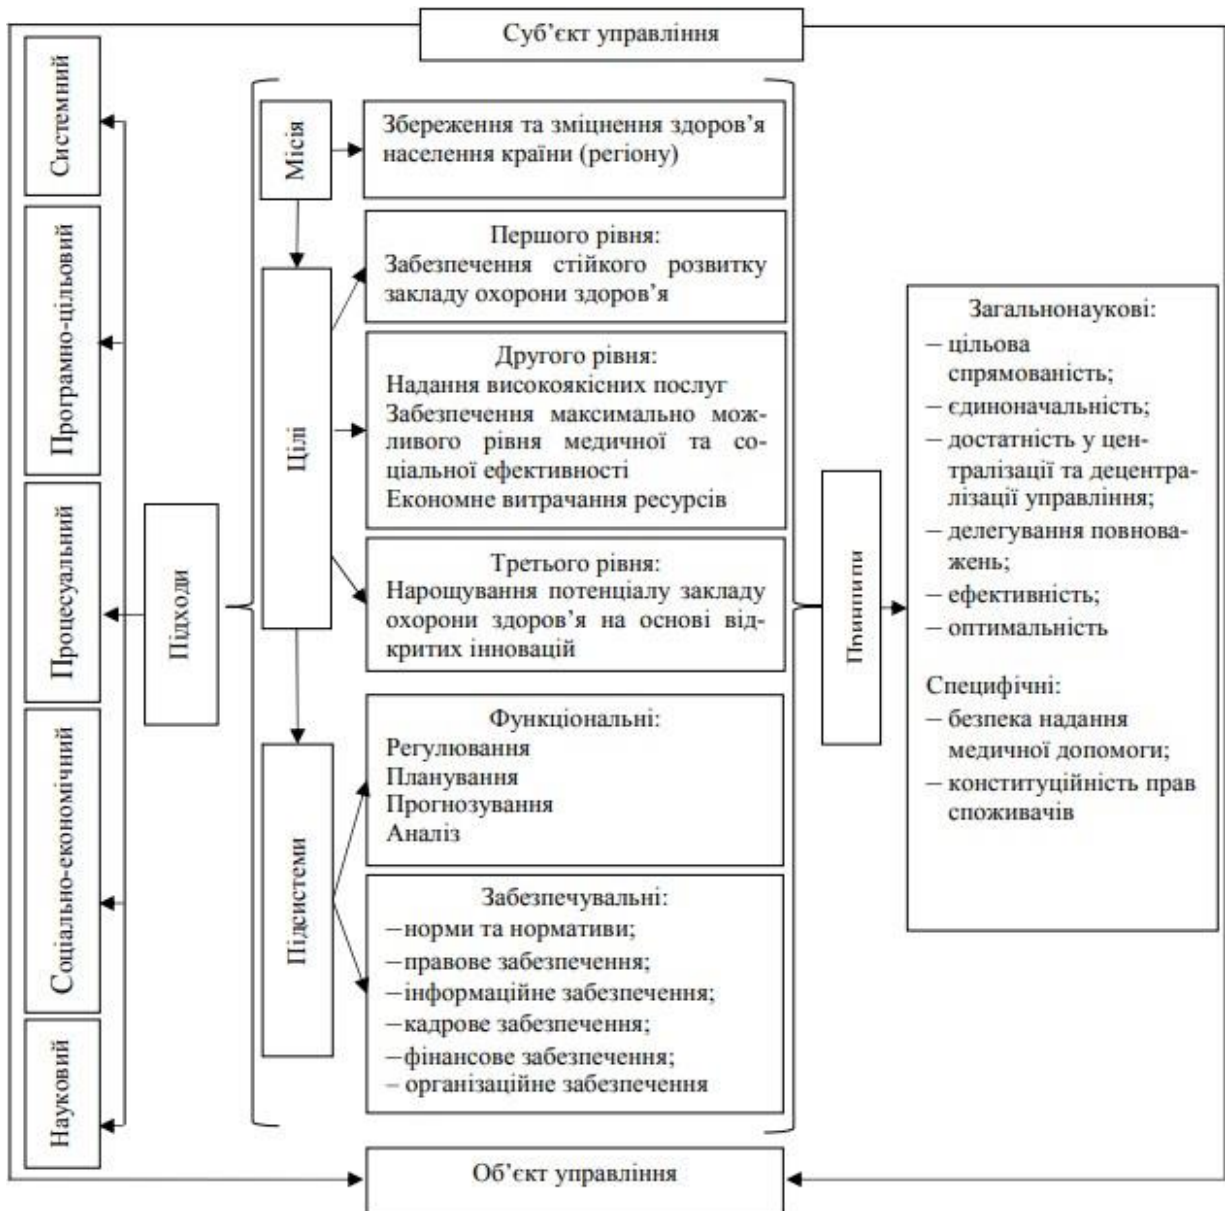 Суб’єкт управління
Системний
Програмно-цільовий
Процесуальний
Соціально-економічний
Науковий
Підходи
Місія
Збереження та зміцнення здоров’я
населення країни (регіону)
Цілі
Першого рівня:
Забезпечення стійкого розвитку
закладу охорони здоров’я
Другого рівня:
Надання високоякісних послуг
Забезпечення максимально мож-
ливого рівня медичної та со-
ціальної ефективності
Економне витрачання ресурсів
Третього рівня:
Нарощування потенціалу закладу
охорони здоров’я на основі від-
критих інновацій
Підсистеми
Функціональні:
Регулювання
Планування
Прогнозування
Аналіз
Забезпечувальні:
–норми та нормативи;
–правове забезпечення;
–інформаційне забезпечення;
–кадрове забезпечення;
–фінансове забезпечення;
– організаційне забезпечення
Принципи
Загальнонаукові:
– цільова
спрямованість;
– єдиноначальність;
– достатність у цен-
тралізації та децентра-
лізації управління;
– делегування повнова-
жень;
– ефективність;
– оптимальність
Специфічні:
– безпека надання
медичної допомоги;
– конституційність прав
споживачів
Об’єкт управління